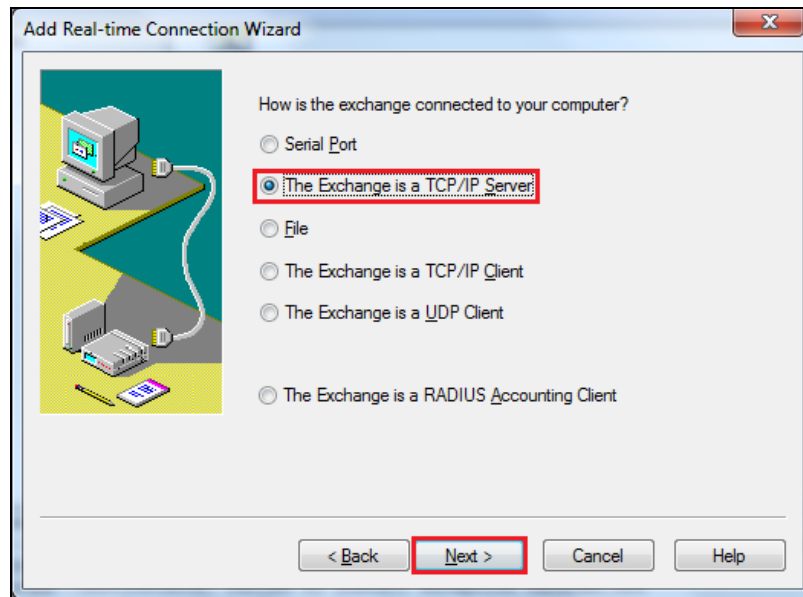 Add Real-time Connection Wizard
How is the exchange connected to your computer?
Serial Port
The Exchange is a TCP/IP Server
File
The Exchange is a TCP/IP Client
The Exchange is a UDP Client
The Exchange is a RADIUS Accounting Client
< Back Next > Cancel Help